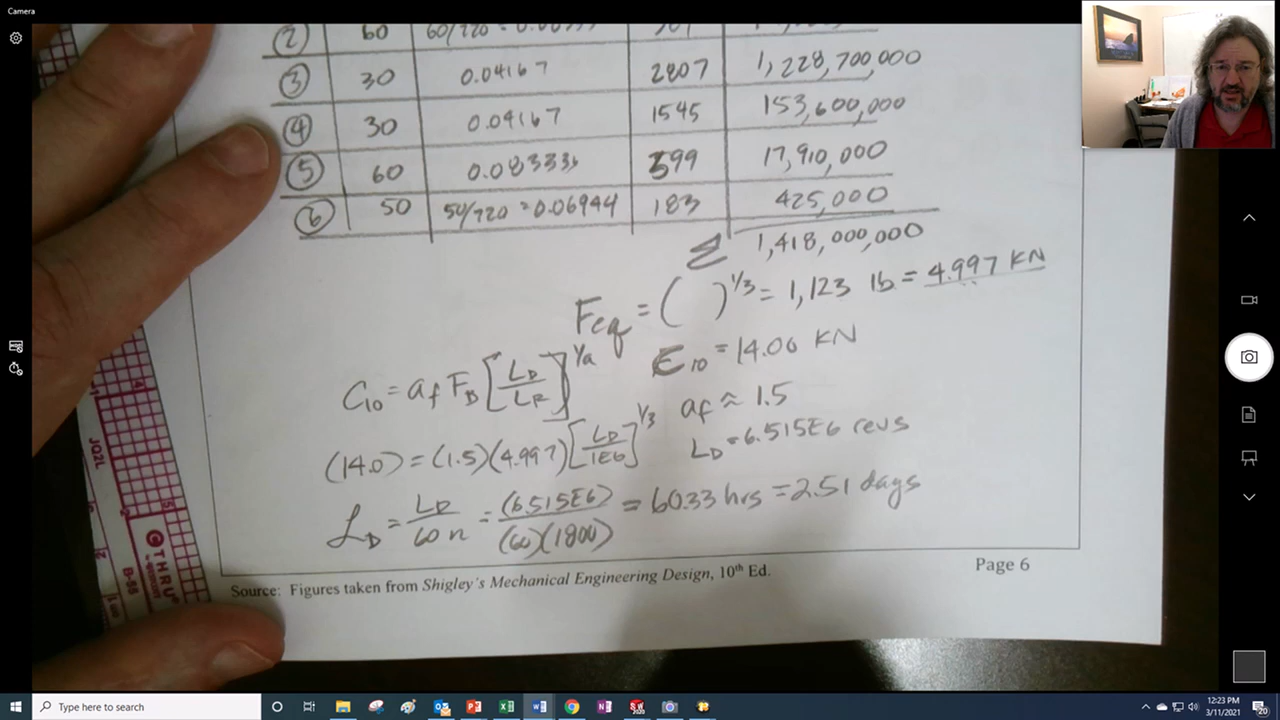 Camera
② 60 60/720 = 0.08333
③ 30 0.04167 2807 1,228,700,000
④ 30 0.04167 1545 153,600,000
⑤ 60 0.08333 599 17,910,000
⑥ 50 50/720 = 0.06944 183 425,000
Σ 1,418,000,000
Feq = ( )^1/3 = 1,123 lb = 4.997 KN
C10 = af FD [LD/LR]^1/a C10 = 14.06 KN
af ≈ 1.5
(14.0) = (1.5)(4.997)[LD/1E6]^1/3 LD = 6.515E6 revs
ℒD = LD/60 n = (6.515E6)/(60)(1800) = 60.33 hrs = 2.51 days
Source: Figures taken from Shigley's Mechanical Engineering Design, 10th Ed. Page 6
JQ2L
THRU
B-85
Type here to search
12:23 PM
3/11/2021
20